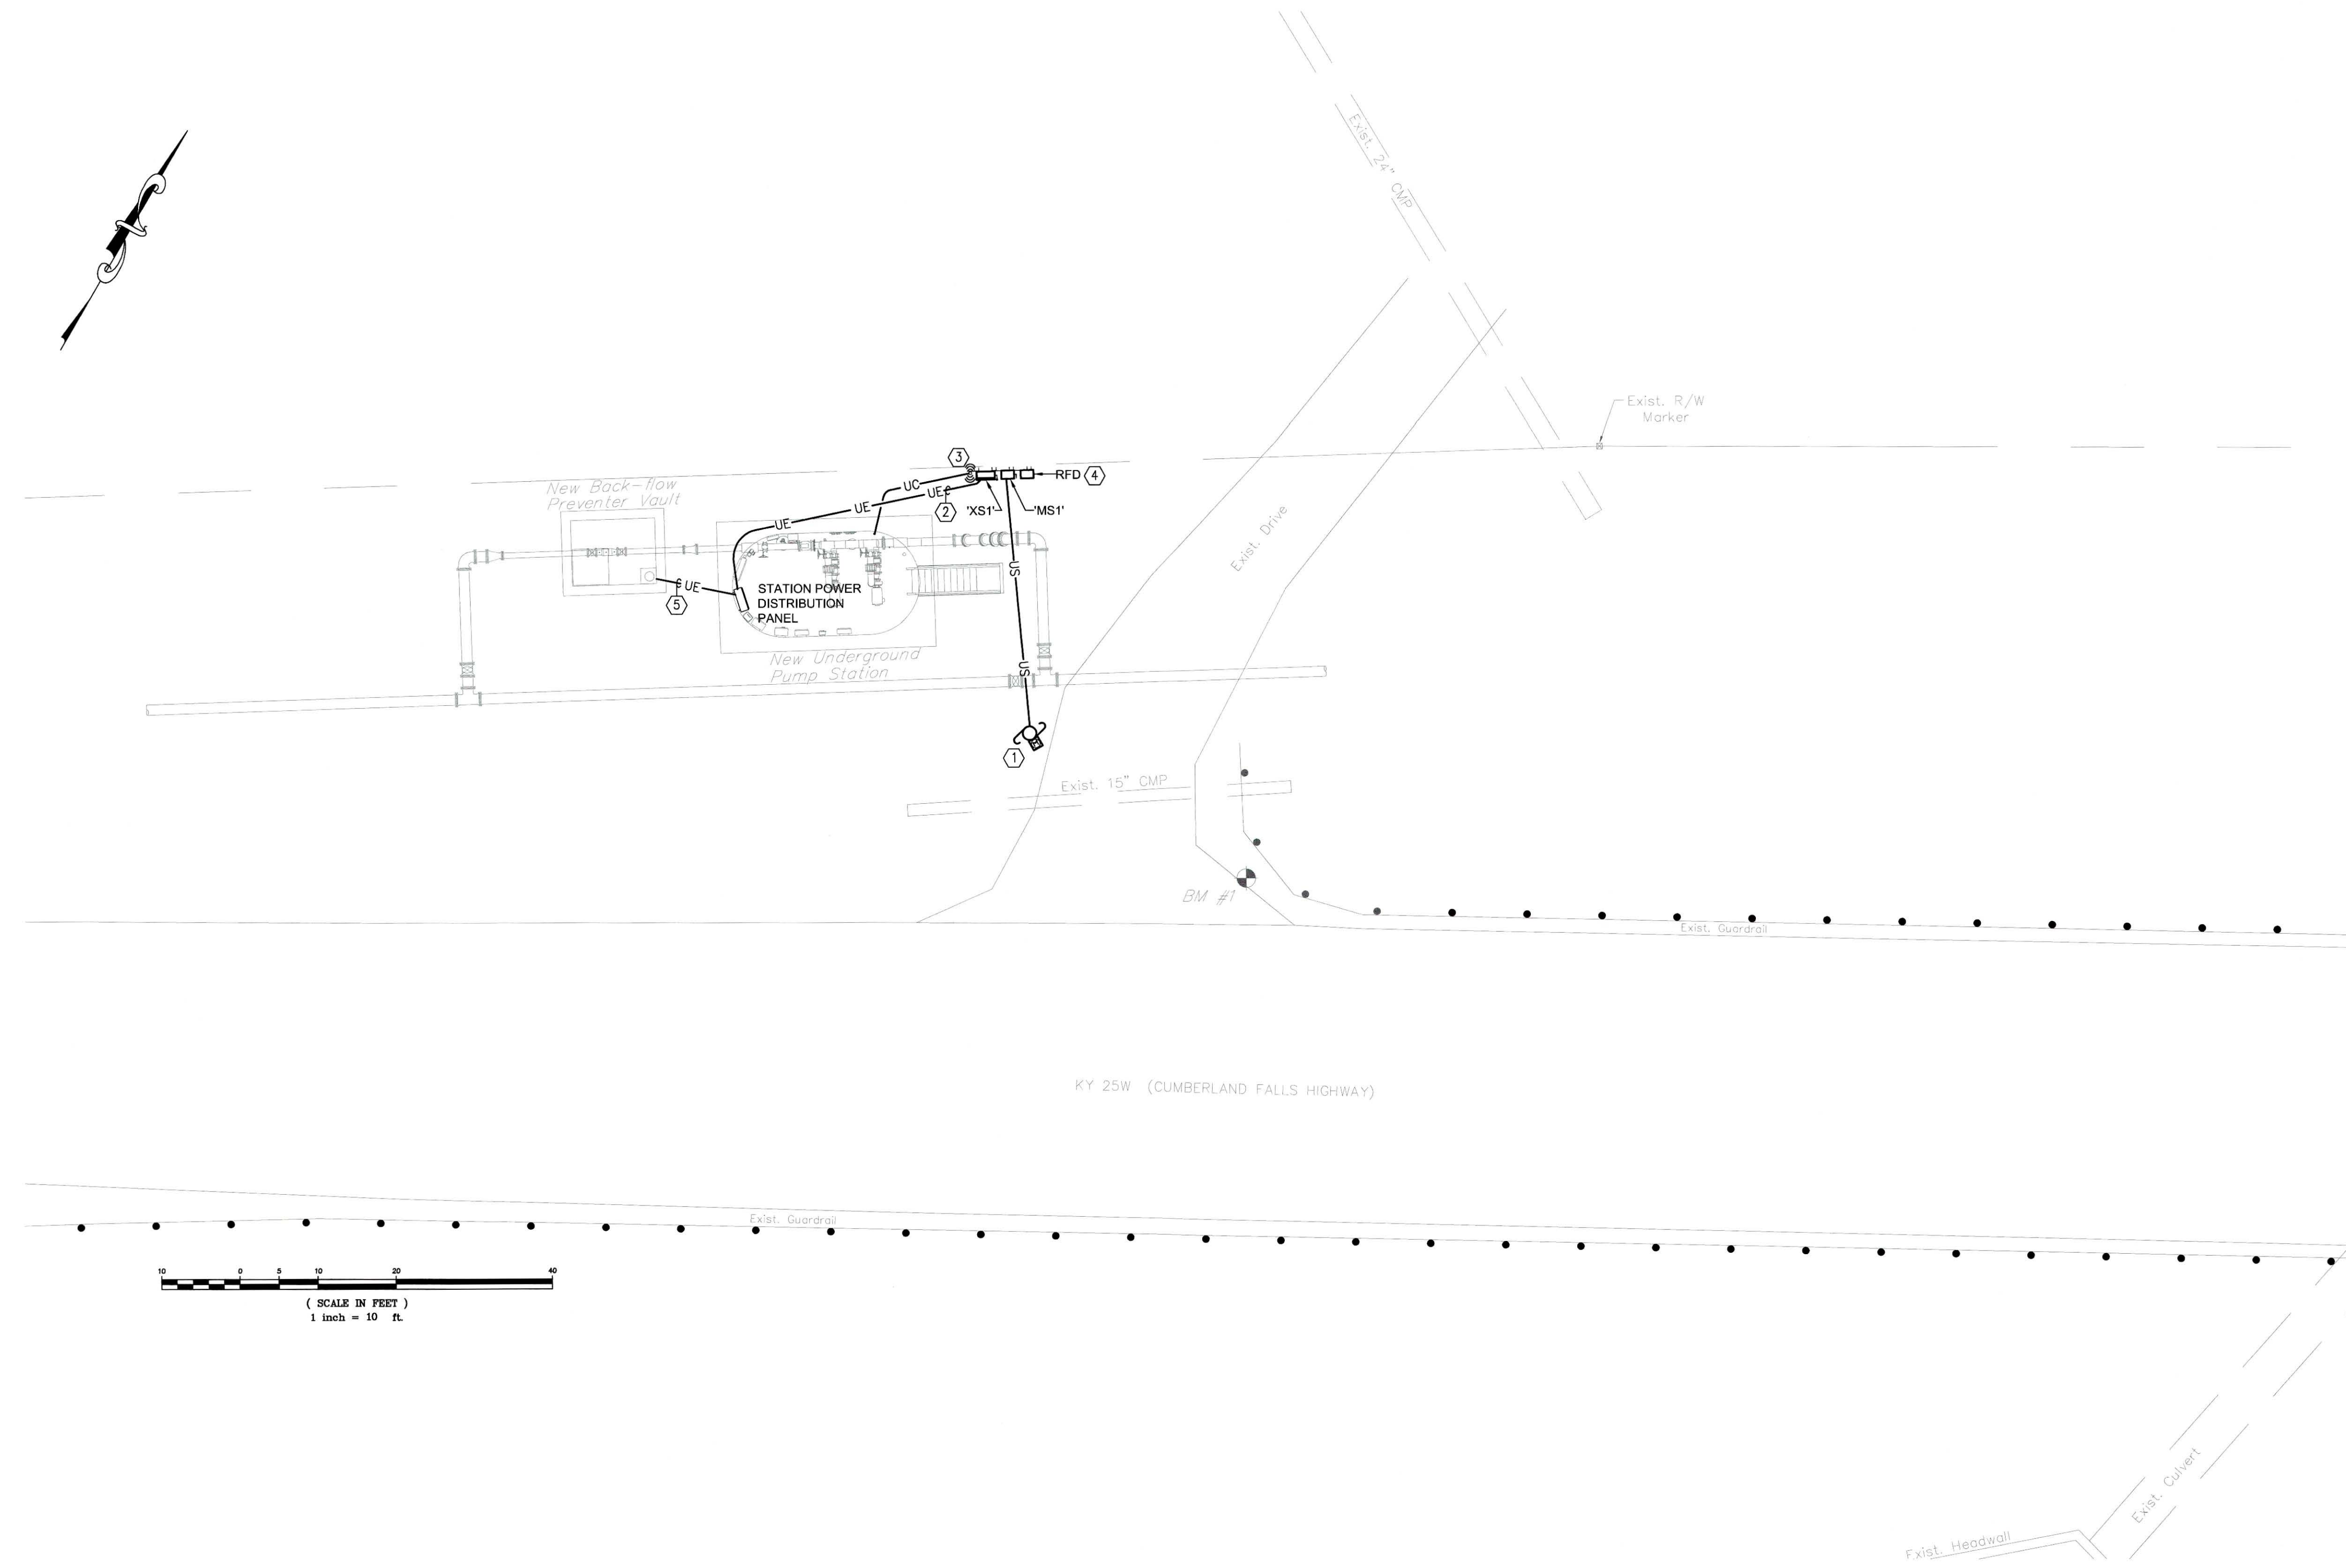 Exist. 24" CMP
Exist. R/W
Marker
3
RFD
4
New Back-flow
Preventer Vault
UC
UE
UE
UE
2
'XS1'
'MS1'
Exist. Drive
US
UE
5
STATION POWER
DISTRIBUTION
PANEL
New Underground
Pump Station
US
1
Exist. 15" CMP
BM #1
Exist. Guardrail
KY 25W (CUMBERLAND FALLS HIGHWAY)
Exist. Guardrail
10 0 5 10 20 40
( SCALE IN FEET )
1 inch = 10 ft.
Exist. Culvert
Exist. Headwall